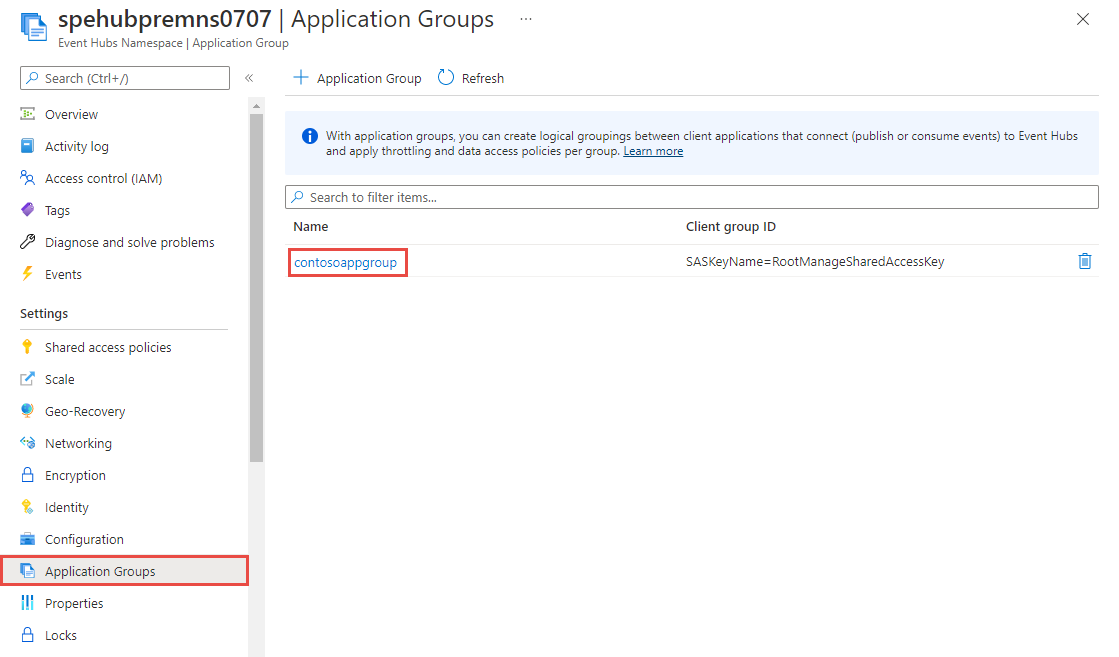 spehubpremns0707 | Application Groups ...
Event Hubs Namespace | Application Group
Search (Ctrl+/)
«
Overview
Activity log
Access control (IAM)
Tags
Diagnose and solve problems
Events
Settings
Shared access policies
Scale
Geo-Recovery
Networking
Encryption
Identity
Configuration
Application Groups
Properties
Locks
+ Application Group Refresh
With application groups, you can create logical groupings between client applications that connect (publish or consume events) to Event Hubs
and apply throttling and data access policies per group. Learn more
Search to filter items...
Name Client group ID
contosoappgroup SASKeyName=RootManageSharedAccessKey